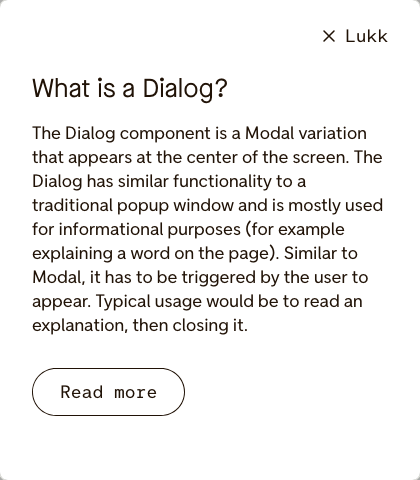 Lukk
What is a Dialog?
The Dialog component is a Modal variation
that appears at the center of the screen. The
Dialog has similar functionality to a
traditional popup window and is mostly used
for informational purposes (for example
explaining a word on the page). Similar to
Modal, it has to be triggered by the user to
appear. Typical usage would be to read an
explanation, then closing it.
Read more